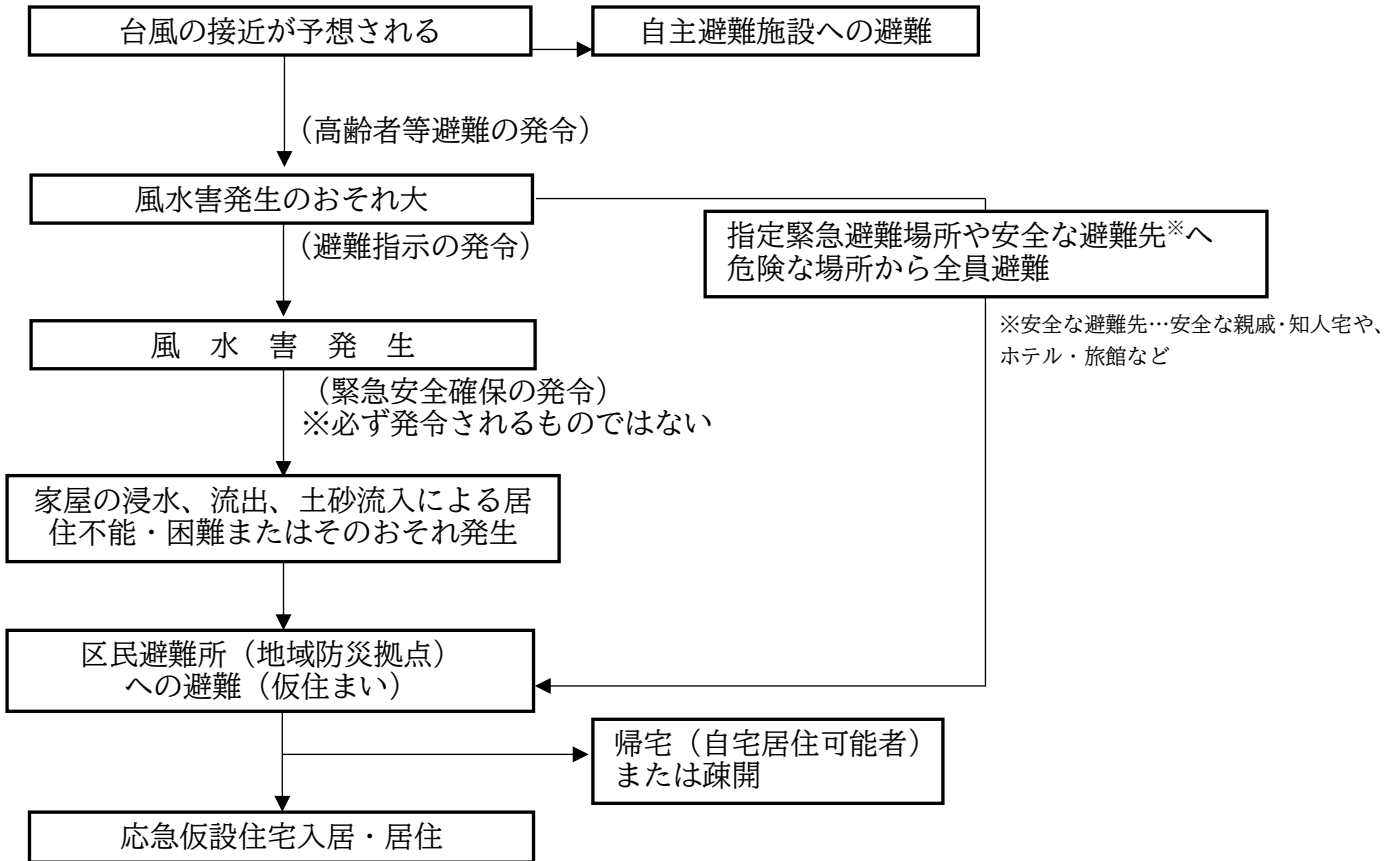 台風の接近が予想される
自主避難施設への避難
（高齢者等避難の発令）
風水害発生のおそれ大
（避難指示の発令）
指定緊急避難場所や安全な避難先※へ
危険な場所から全員避難
※安全な避難先…安全な親戚・知人宅や、
ホテル・旅館など
風　水　害　発　生
（緊急安全確保の発令）
※必ず発令されるものではない
家屋の浸水、流出、土砂流入による居
住不能・困難またはそのおそれ発生
区民避難所（地域防災拠点）
への避難（仮住まい）
帰宅（自宅居住可能者）
または疎開
応急仮設住宅入居・居住